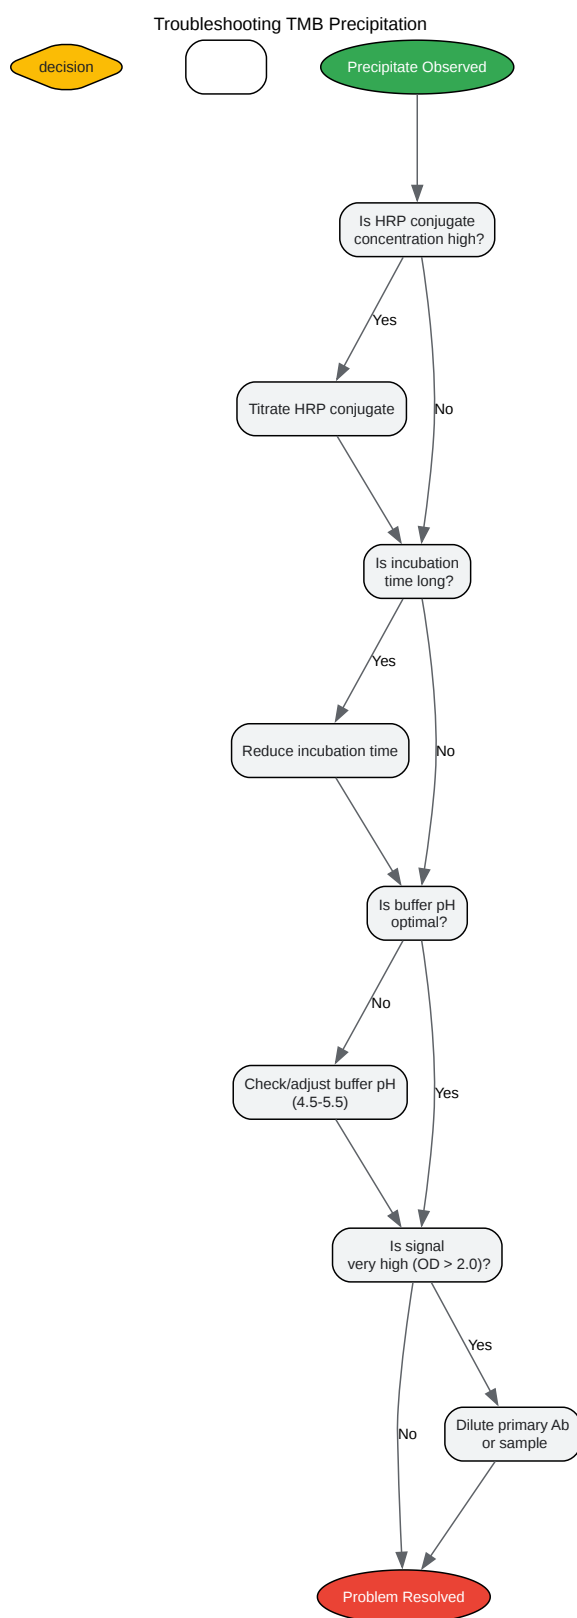 Troubleshooting TMB Precipitation
decision
Precipitate Observed
Is HRP conjugate
concentration high?
Yes
No
Titrate HRP conjugate
Is incubation
time long?
Yes
No
Reduce incubation time
Is buffer pH
optimal?
No
Yes
Check/adjust buffer pH
(4.5-5.5)
Is signal
very high (OD > 2.0)?
Yes
No
Dilute primary Ab
or sample
Problem Resolved